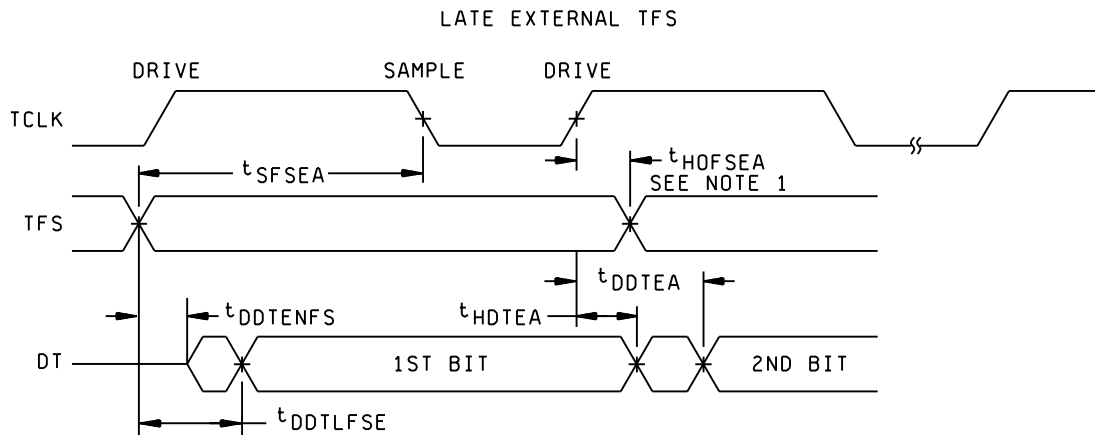 LATE EXTERNAL TFS
DRIVE SAMPLE DRIVE
TCLK
tSFSEA tHOFSEA
SEE NOTE 1
TFS
tDDTEA
tDDTENFS tHDTEA
DT 1ST BIT 2ND BIT
tDDTLFSE